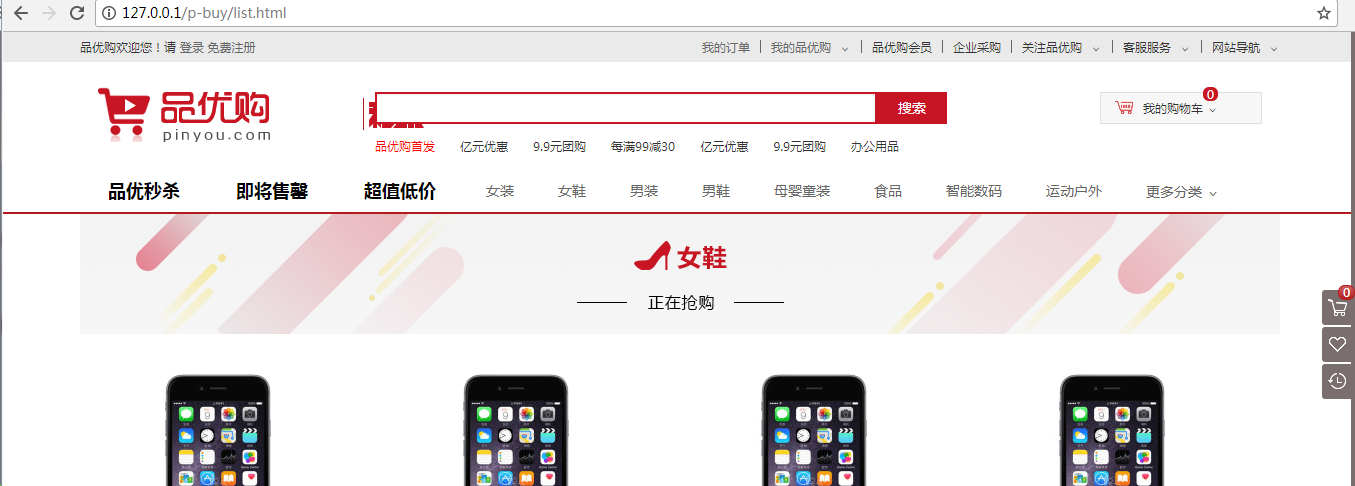 127.0.0.1/p-buy/list.html
品优购欢迎您！请 登录 免费注册 我的订单 我的品优购 品优购会员 企业采购 关注品优购 客服服务 网站导航
品优购
pinyou.com
搜索
0
我的购物车
品优购首发 亿元优惠 9.9元团购 每满99减30 亿元优惠 9.9元团购 办公用品
品优秒杀 即将售罄 超值低价 女装 女鞋 男装 男鞋 母婴童装 食品 智能数码 运动户外 更多分类
女鞋
正在抢购
0